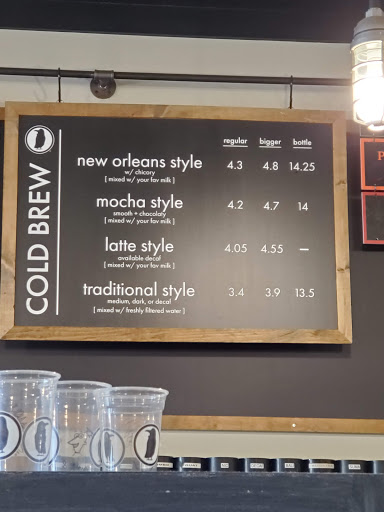 COLD BREW
regular bigger bottle
new orleans style 4.3 4.8 14.25
w/ chicory
[ mixed w/ your fav milk ]
mocha style 4.2 4.7 14
smooth + chocolaty
[ mixed w/ your fav milk ]
latte style 4.05 4.55 —
available decaf
[ mixed w/ your fav milk ]
traditional style 3.4 3.9 13.5
medium, dark, or decaf
[ mixed w/ freshly filtered water ]